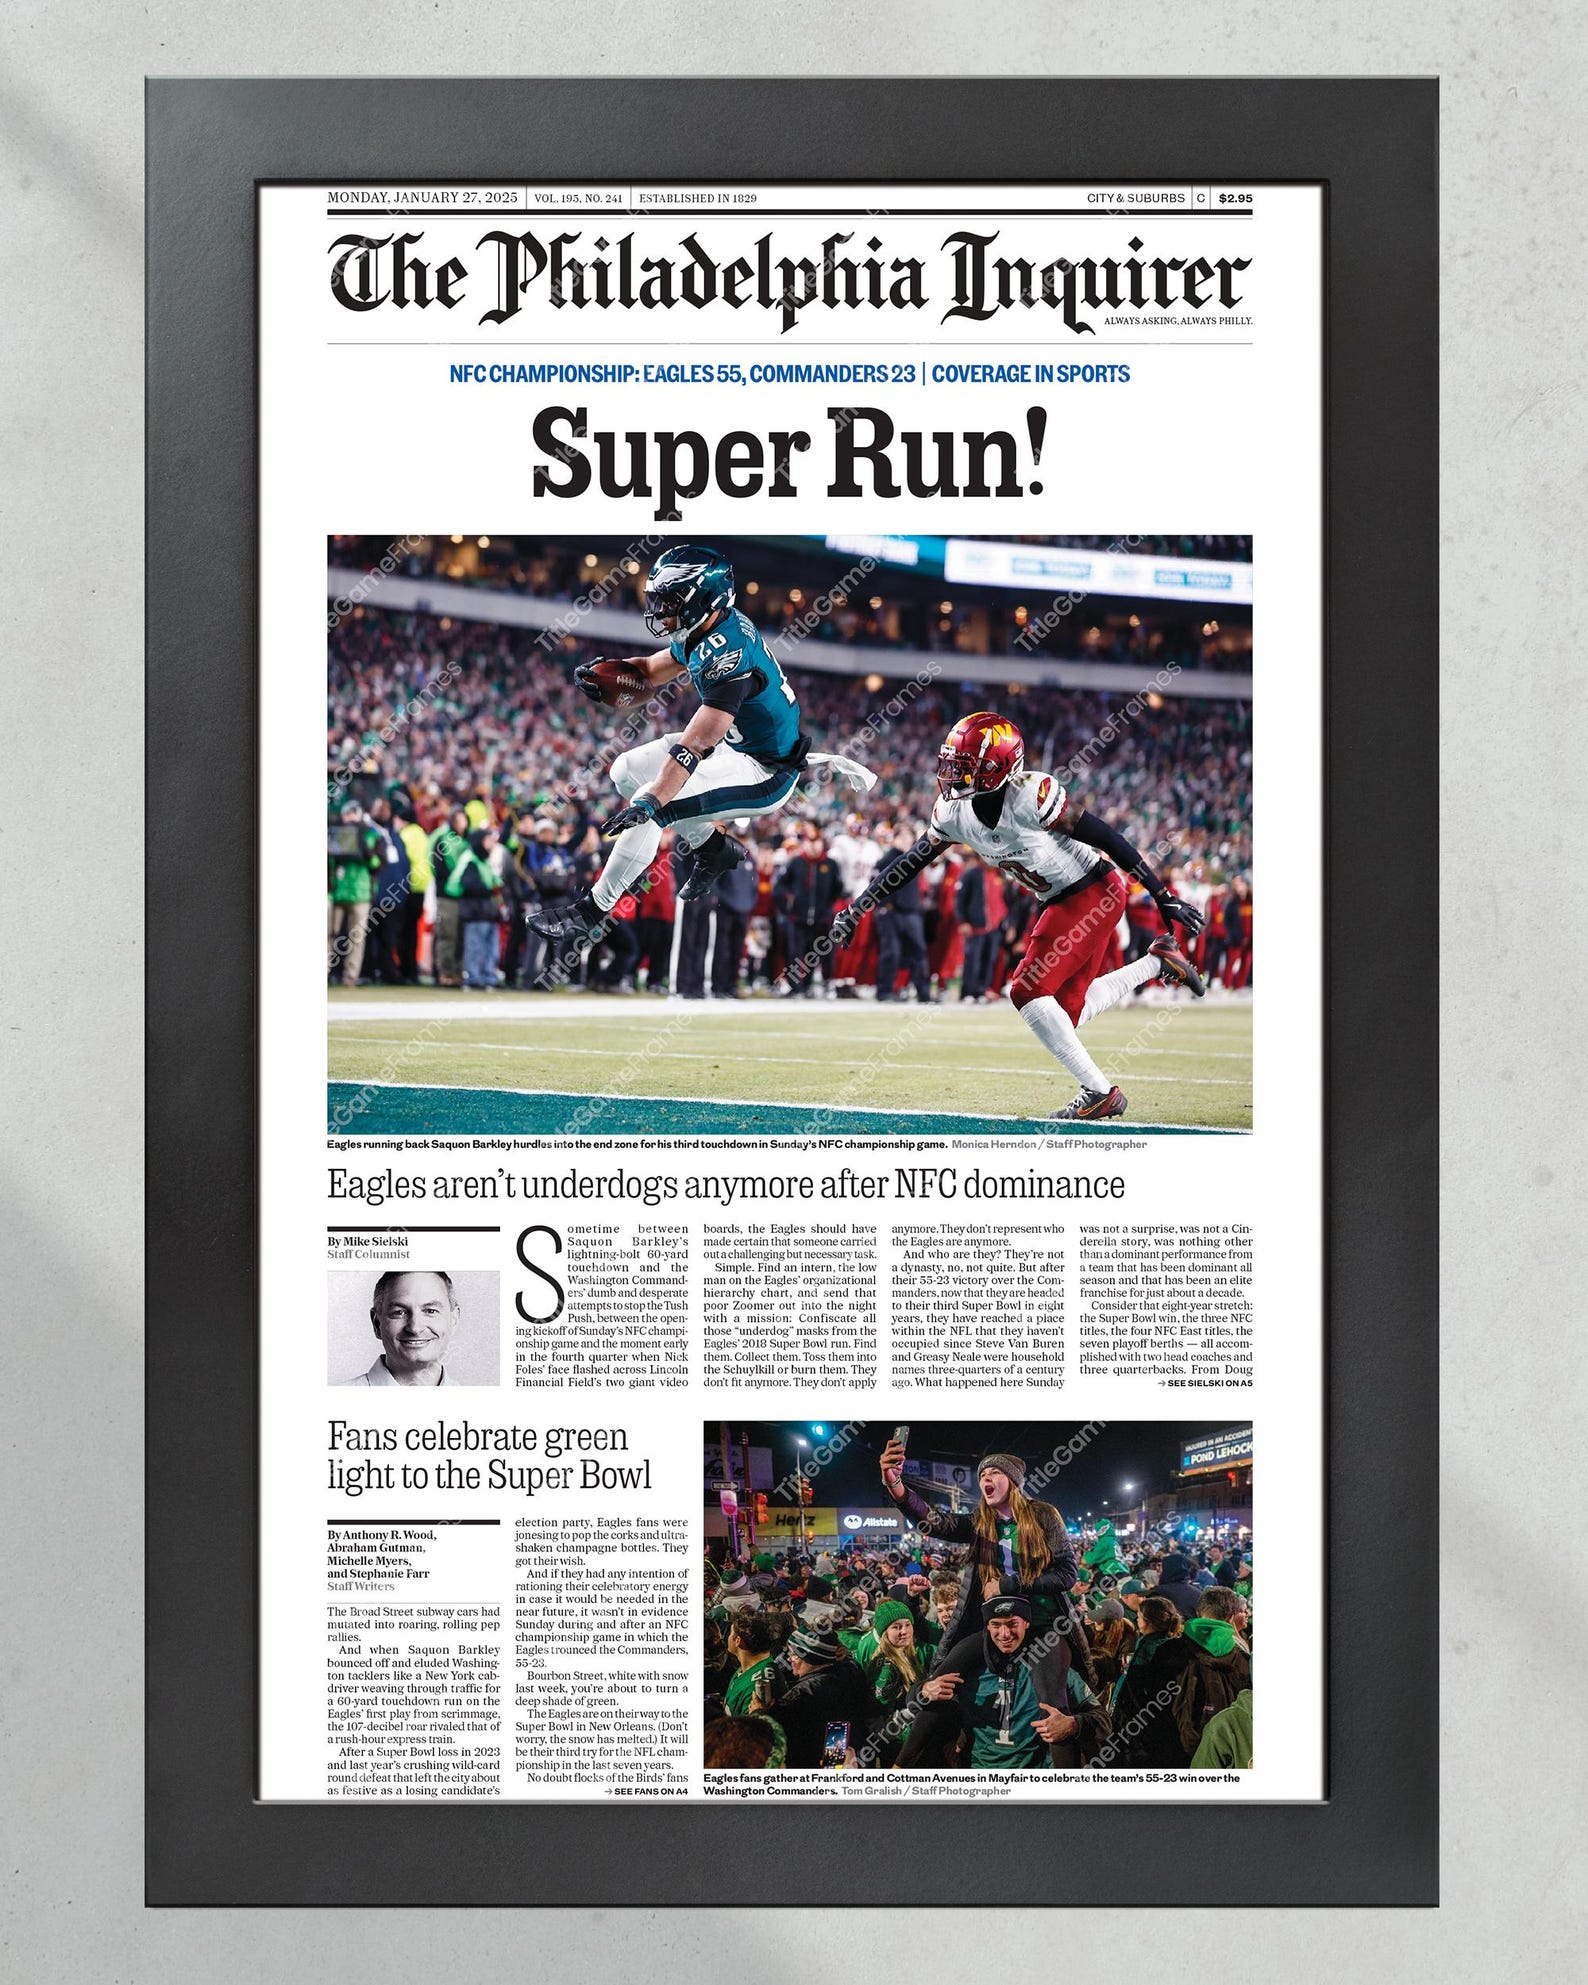 MONDAY, JANUARY 27, 2025 | VOL. 195, NO. 241 | ESTABLISHED IN 1829
CITY & SUBURBS | C | $2.95
The Philadelphia Inquirer
ALWAYS ASKING, ALWAYS PHILLY.
NFC CHAMPIONSHIP: EAGLES 55, COMMANDERS 23 | COVERAGE IN SPORTS
Super Run!
26
26
TitleGameFrames
Eagles running back Saquon Barkley hurdles into the end zone for his third touchdown in Sunday's NFC championship game. Monica Herndon / Staff Photographer
Eagles aren't underdogs anymore after NFC dominance
By Mike Sielski
Staff Columnist
Sometime between
Saquon Barkley's
lightning-bolt 60-yard
touchdown and the
Washington Command-
ers' dumb and desperate
attempts to stop the Tush
Push, between the open-
ing kickoff of Sunday's NFC champi-
onship game and the moment early
in the fourth quarter when Nick
Foles' face flashed across Lincoln
Financial Field's two giant video
boards, the Eagles should have
made certain that someone carried
out a challenging but necessary task.
Simple. Find an intern, the low
man on the Eagles' organizational
hierarchy chart, and send that
poor Zoomer out into the night
with a mission: Confiscate all
those "underdog" masks from the
Eagles' 2018 Super Bowl run. Find
them. Collect them. Toss them into
the Schuylkill or burn them. They
don't fit anymore. They don't apply
anymore. They don't represent who
the Eagles are anymore.
And who are they? They're not
a dynasty, no, not quite. But after
their 55-23 victory over the Com-
manders, now that they are headed
to their third Super Bowl in eight
years, they have reached a place
within the NFL that they haven't
occupied since Steve Van Buren
and Greasy Neale were household
names three-quarters of a century
ago. What happened here Sunday
was not a surprise, was not a Cin-
derella story, was nothing other
than a dominant performance from
a team that has been dominant all
season and that has been an elite
franchise for just about a decade.
Consider that eight-year stretch:
the Super Bowl win, the three NFC
titles, the four NFC East titles, the
seven playoff berths — all accom-
plished with two head coaches and
three quarterbacks. From Doug
→ SEE SIELSKI ON A5
Fans celebrate green
light to the Super Bowl
By Anthony R. Wood,
Abraham Gutman,
Michelle Myers,
and Stephanie Farr
Staff Writers
The Broad Street subway cars had
mutated into roaring, rolling pep
rallies.
And when Saquon Barkley
bounced off and eluded Washing-
ton tacklers like a New York cab-
driver weaving through traffic for
a 60-yard touchdown run on the
Eagles' first play from scrimmage,
the 107-decibel roar rivaled that of
a rush-hour express train.
After a Super Bowl loss in 2023
and last year's crushing wild-card
round defeat that left the city about
as festive as a losing candidate's
election party, Eagles fans were
jonesing to pop the corks and ultra-
shaken champagne bottles. They
got their wish.
And if they had any intention of
rationing their celebratory energy
in case it would be needed in the
near future, it wasn't in evidence
Sunday during and after an NFC
championship game in which the
Eagles trounced the Commanders,
55-23.
Bourbon Street, white with snow
last week, you're about to turn a
deep shade of green.
The Eagles are on their way to the
Super Bowl in New Orleans. (Don't
worry, the snow has melted.) It will
be their third try for the NFL cham-
pionship in the last seven years.
No doubt flocks of the Birds' fans
→ SEE FANS ON A4
INJURED IN AN ACCIDENT
POND LEHOCK
Hertz
Allstate
1
1
26
Eagles fans gather at Frankford and Cottman Avenues in Mayfair to celebrate the team's 55-23 win over the
Washington Commanders. Tom Gralish / Staff Photographer